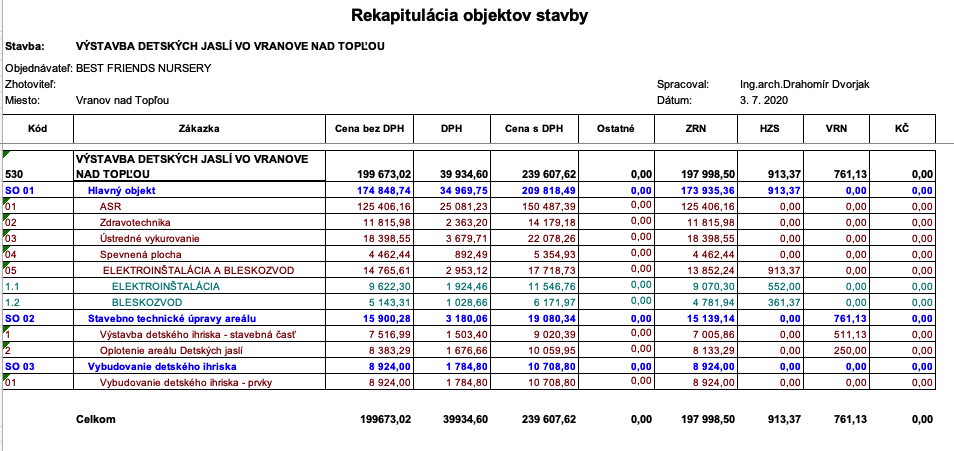 Rekapitulácia objektov stavby
Stavba: VÝSTAVBA DETSKÝCH JASLÍ VO VRANOVE NAD TOPĽOU
Objednávateľ: BEST FRIENDS NURSERY
Zhotoviteľ: Spracoval: Ing.arch.Drahomír Dvorjak
Miesto: Vranov nad Topľou Dátum: 3. 7. 2020
Kód Zákazka Cena bez DPH DPH Cena s DPH Ostatné ZRN HZS VRN KČ
VÝSTAVBA DETSKÝCH JASLÍ VO VRANOVE
530 NAD TOPĽOU 199 673,02 39 934,60 239 607,62 0,00 197 998,50 913,37 761,13 0,00
SO 01 Hlavný objekt 174 848,74 34 969,75 209 818,49 0,00 173 935,36 913,37 0,00 0,00
01 ASR 125 406,16 25 081,23 150 487,39 0,00 125 406,16 0,00 0,00 0,00
02 Zdravotechnika 11 815,98 2 363,20 14 179,18 0,00 11 815,98 0,00 0,00 0,00
03 Ústredné vykurovanie 18 398,55 3 679,71 22 078,26 0,00 18 398,55 0,00 0,00 0,00
04 Spevnená plocha 4 462,44 892,49 5 354,93 0,00 4 462,44 0,00 0,00 0,00
05 ELEKTROINŠTALÁCIA A BLESKOZVOD 14 765,61 2 953,12 17 718,73 0,00 13 852,24 913,37 0,00 0,00
1.1 ELEKTROINŠTALÁCIA 9 622,30 1 924,46 11 546,76 0,00 9 070,30 552,00 0,00 0,00
1.2 BLESKOZVOD 5 143,31 1 028,66 6 171,97 0,00 4 781,94 361,37 0,00 0,00
SO 02 Stavebno technické úpravy areálu 15 900,28 3 180,06 19 080,34 0,00 15 139,14 0,00 761,13 0,00
1 Výstavba detského ihriska - stavebná časť 7 516,99 1 503,40 9 020,39 0,00 7 005,86 0,00 511,13 0,00
2 Oplotenie areálu Detských jaslí 8 383,29 1 676,66 10 059,95 0,00 8 133,29 0,00 250,00 0,00
SO 03 Vybudovanie detského ihriska 8 924,00 1 784,80 10 708,80 0,00 8 924,00 0,00 0,00 0,00
01 Vybudovanie detského ihriska - prvky 8 924,00 1 784,80 10 708,80 0,00 8 924,00 0,00 0,00 0,00
Celkom 199673,02 39934,60 239 607,62 0,00 197 998,50 913,37 761,13 0,00